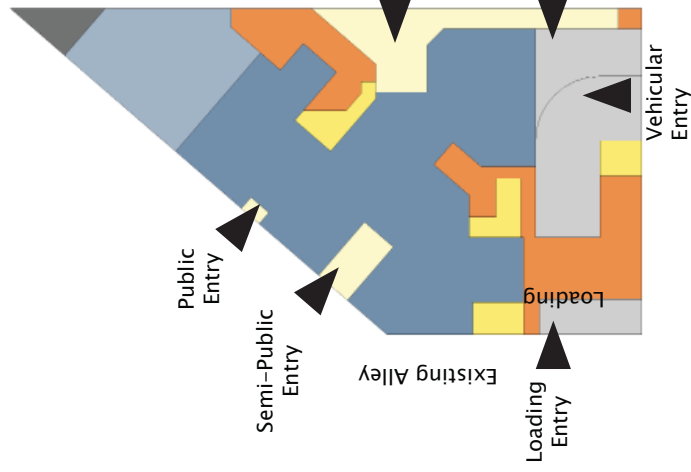 Public
Entry
Semi-Public
Entry
Existing Alley
Loading
Loading
Entry
Vehicular
Entry